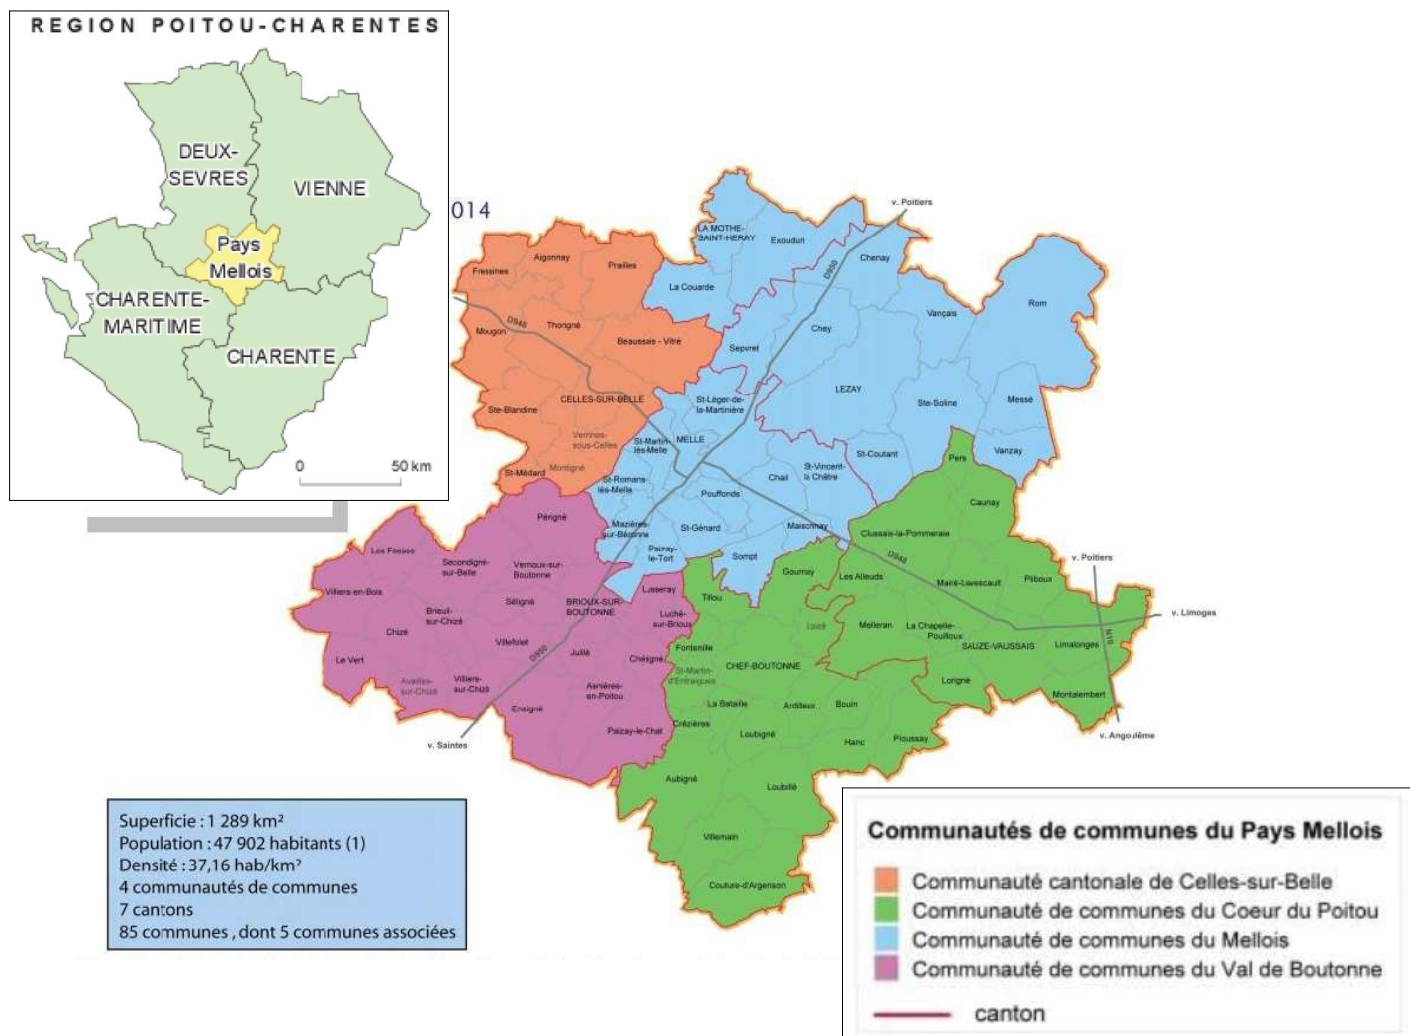 REGION POITOU-CHARENTES
DEUX-
SEVRES
VIENNE
Pays
Mellois
CHARENTE-
MARITIME
CHARENTE
0
50 km
014
v. Poitiers
LA MOTHE-
SAINT-HERAY
Exoudun
Chenay
Aigonnay
Prailles
Fressines
La Couarde
D950
Rom
Vançais
D948
Thorigné
Mougon
Beaussais - Vitré
Chey
Sepvret
LEZAY
St-Léger-de-
la-Martinière
CELLES-SUR-BELLE
Ste-Blandine
Ste-Soline
Messé
Verrines-
sous-Celles
St-Martin-
lès-Melle
MELLE
St-Coutant
Vanzay
Pers
Montigné
St-Médard
St-Romans-
lès-Melle
Chail
St-Vincent-
la Châtre
Pouffonds
Caunay
Périgné
Mazières-
sur-Béronne
St-Génard
Maisonnay
Clussais-la-Pommeraie
Les Fosses
Paizay-
le-Tort
Sompt
D948
v. Poitiers
Secondigné-
sur-Belle
Vernoux-sur-
Boutonne
Gournay
Les Alleuds
Mairé-Levescault
Pliboux
Villiers-en-Bois
Lusseray
Tillou
Séligné
BRIOUX-SUR-
BOUTONNE
Brieuil-
sur-Chizé
Luché-
sur-Brioux
Loizé
v. Limoges
Chizé
Melleran
La Chapelle-
Pouilloux
N10
Villefolet
Juillé
Fontenille
SAUZE-VAUSSAIS
Limalonges
Le Vert
D950
Chérigné
CHEF-BOUTONNE
St-Martin-
d'Entraigues
Availles-
sur-Chizé
Villiers-
sur-Chizé
Asnières-
en-Poitou
Lorigné
Montalembert
Ensigné
La Bataille
Ardilleux
Bouin
Crézières
Paizay-le-Chat
Loubigné
Hanc
Pioussay
v. Angoulême
v. Saintes
Aubigné
Loubillé
Villemain
Couture-d'Argenson
Superficie : 1 289 km²
Population : 47 902 habitants (1)
Densité : 37,16 hab/km²
4 communautés de communes
7 cantons
85 communes , dont 5 communes associées
Communautés de communes du Pays Mellois
Communauté cantonale de Celles-sur-Belle
Communauté de communes du Coeur du Poitou
Communauté de communes du Mellois
Communauté de communes du Val de Boutonne
canton